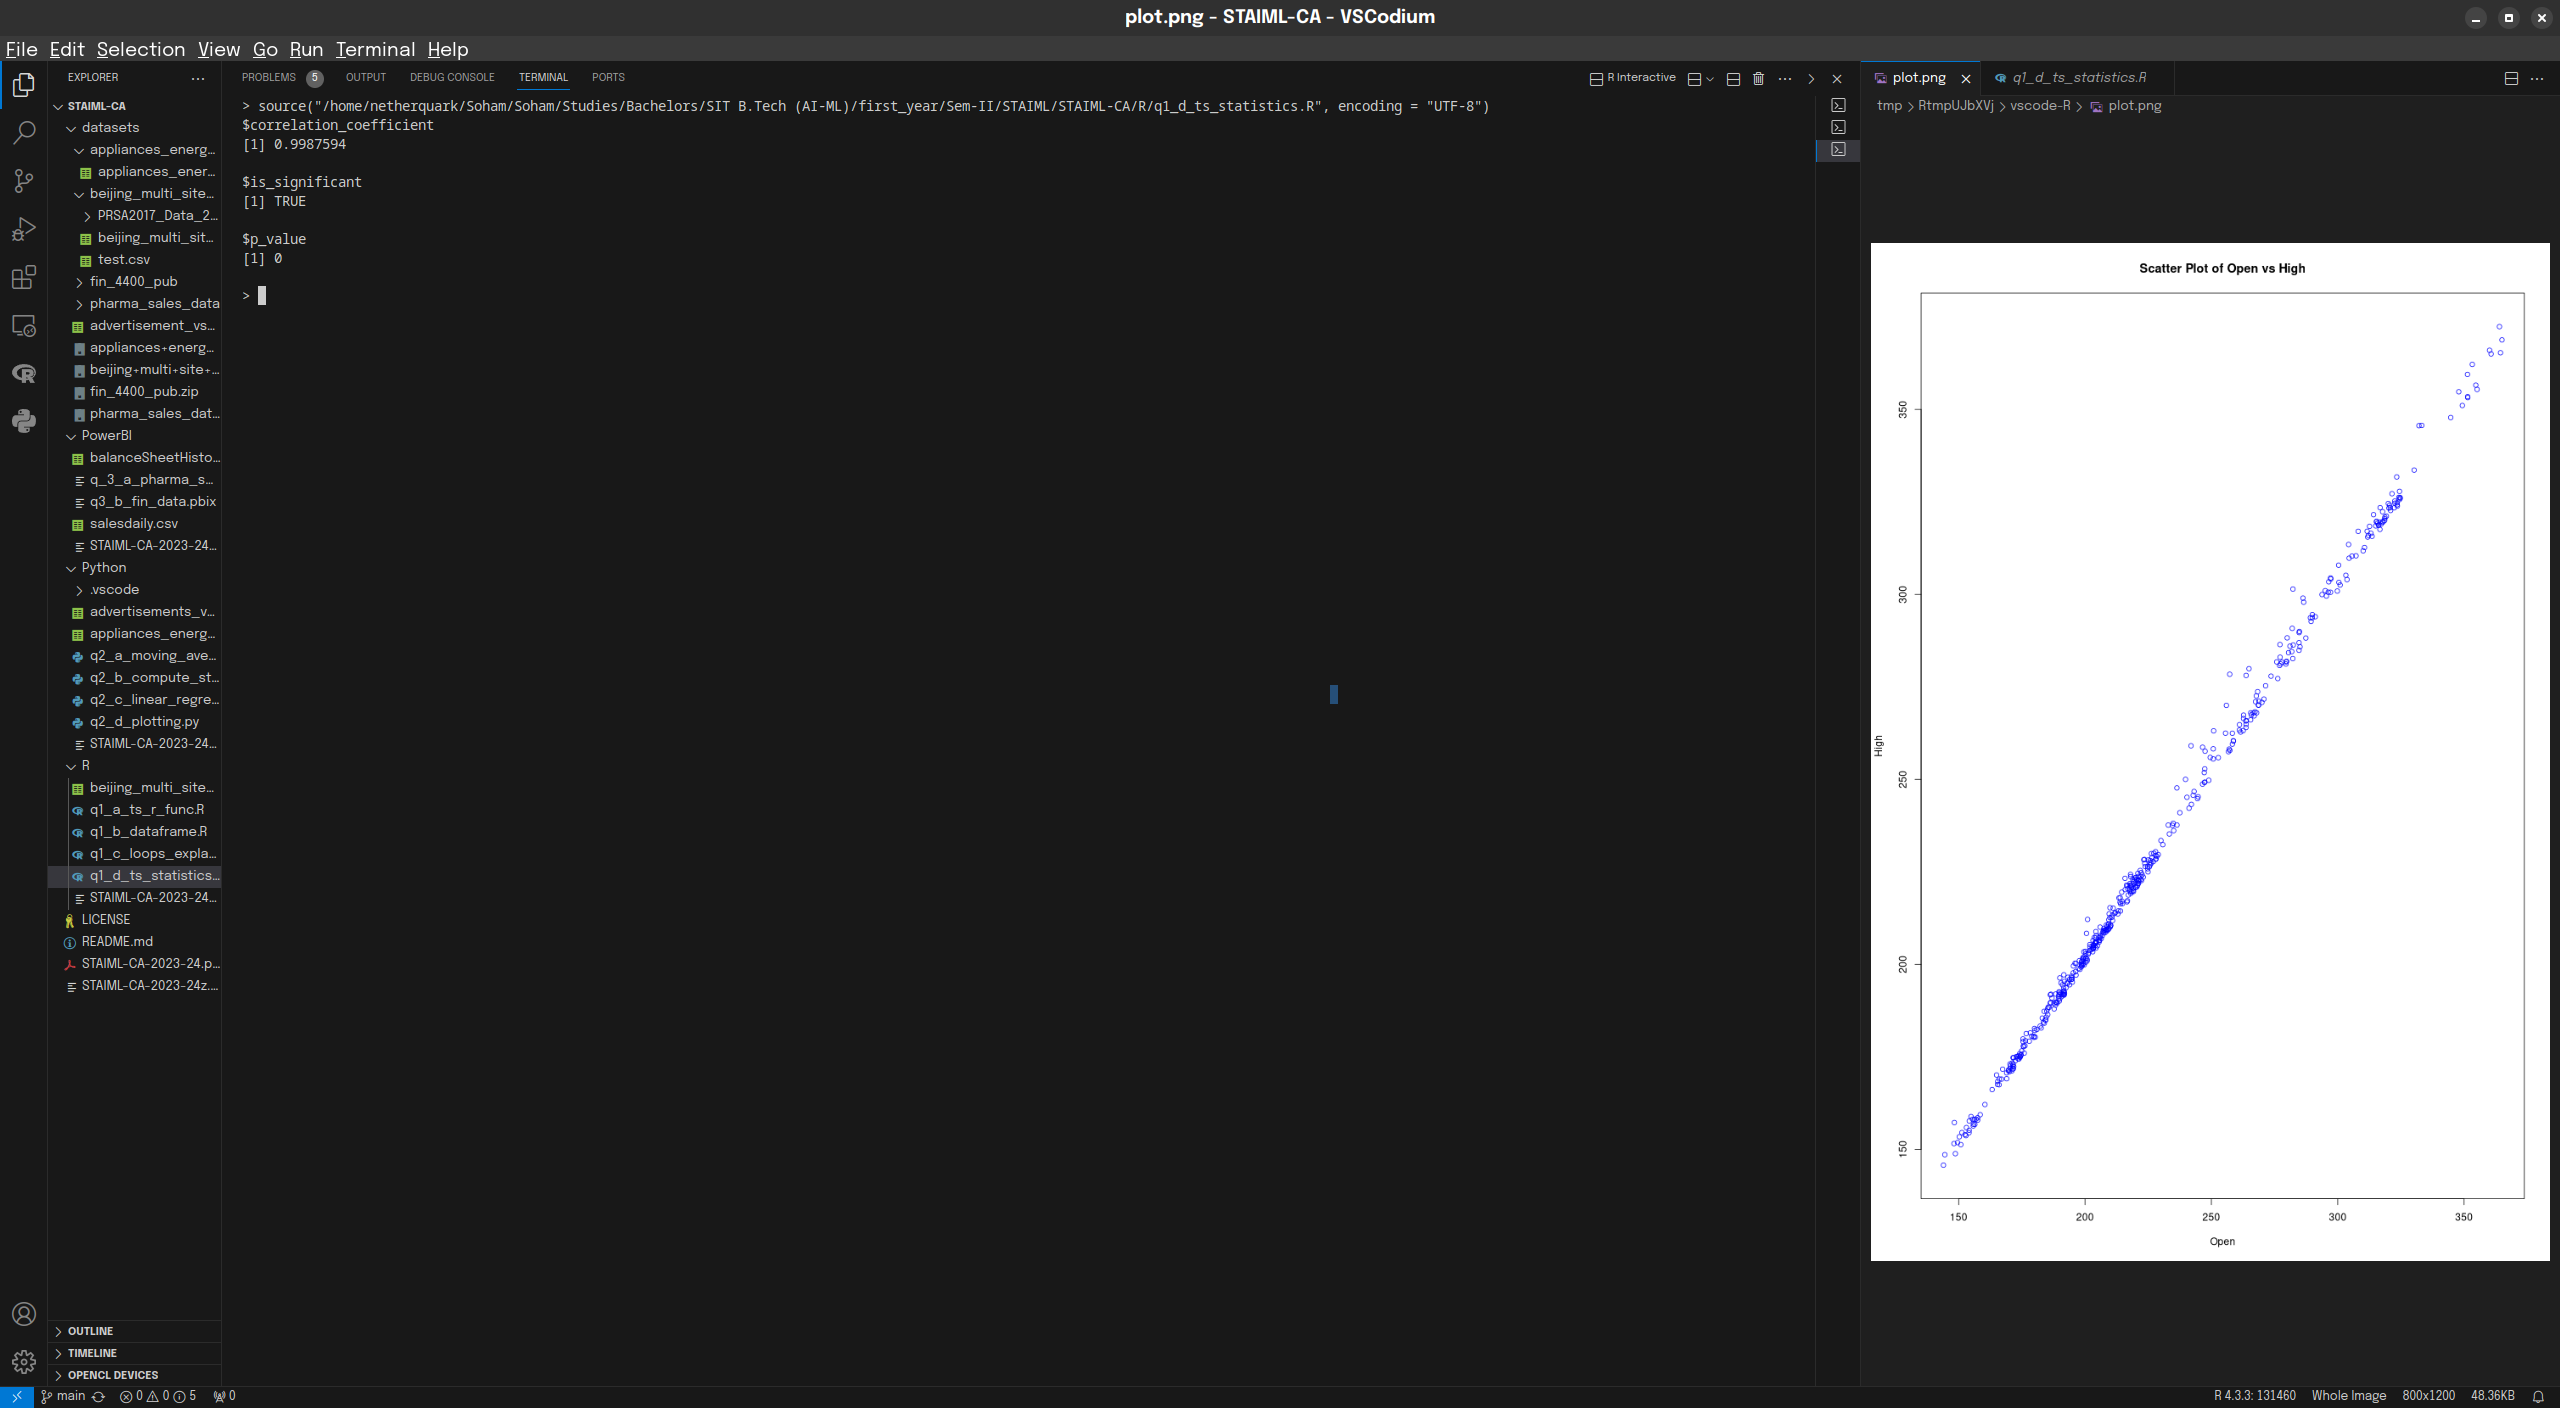 plot.png - STAIML-CA - VSCodium
File Edit Selection View Go Run Terminal Help
EXPLORER
STAIML-CA
datasets
appliances_energ...
appliances_ener...
beijing_multi_site...
PRSA2017_Data_2...
beijing_multi_sit...
test.csv
fin_4400_pub
pharma_sales_data
advertisement_vs...
appliances+energ...
beijing+multi+site+...
fin_4400_pub.zip
pharma_sales_dat...
PowerBI
balanceSheetHisto...
q_3_a_pharma_s...
q3_b_fin_data.pbix
salesdaily.csv
STAIML-CA-2023-24...
Python
.vscode
advertisements_v...
appliances_energ...
q2_a_moving_ave...
q2_b_compute_st...
q2_c_linear_regre...
q2_d_plotting.py
STAIML-CA-2023-24...
R
beijing_multi_site...
q1_a_ts_r_func.R
q1_b_dataframe.R
q1_c_loops_expla...
q1_d_ts_statistics...
STAIML-CA-2023-24...
LICENSE
README.md
STAIML-CA-2023-24.p...
STAIML-CA-2023-24z....
OUTLINE
TIMELINE
OPENCL DEVICES
PROBLEMS 5 OUTPUT DEBUG CONSOLE TERMINAL PORTS
R Interactive
> source("/home/netherquark/Soham/Soham/Studies/Bachelors/SIT B.Tech (AI-ML)/first_year/Sem-II/STAIML/STAIML-CA/R/q1_d_ts_statistics.R", encoding = "UTF-8")
$correlation_coefficient
[1] 0.9987594
$is_significant
[1] TRUE
$p_value
[1] 0
>
plot.png q1_d_ts_statistics.R
tmp > RtmpUJbXVj > vscode-R > plot.png
Scatter Plot of Open vs High
High
350
300
250
200
150
150 200 250 300 350
Open
main 0 0 5 0
R 4.3.3: 131460 Whole Image 800x1200 48.36KB